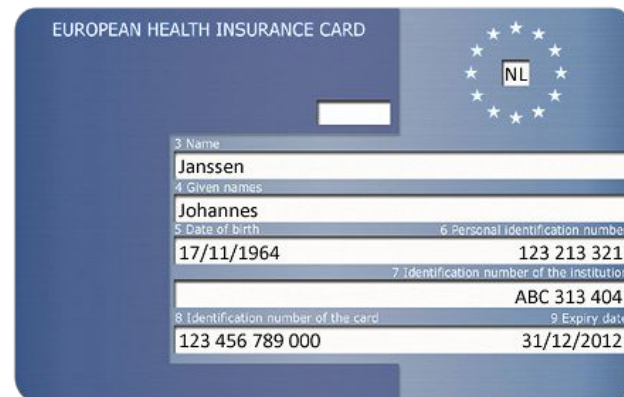 EUROPEAN HEALTH INSURANCE CARD
NL
3 Name
Janssen
4 Given names
Johannes
5 Date of birth 6 Personal identification number
17/11/1964 123 213 321
7 Identification number of the institution
ABC 313 404
8 Identification number of the card 9 Expiry date
123 456 789 000 31/12/2012